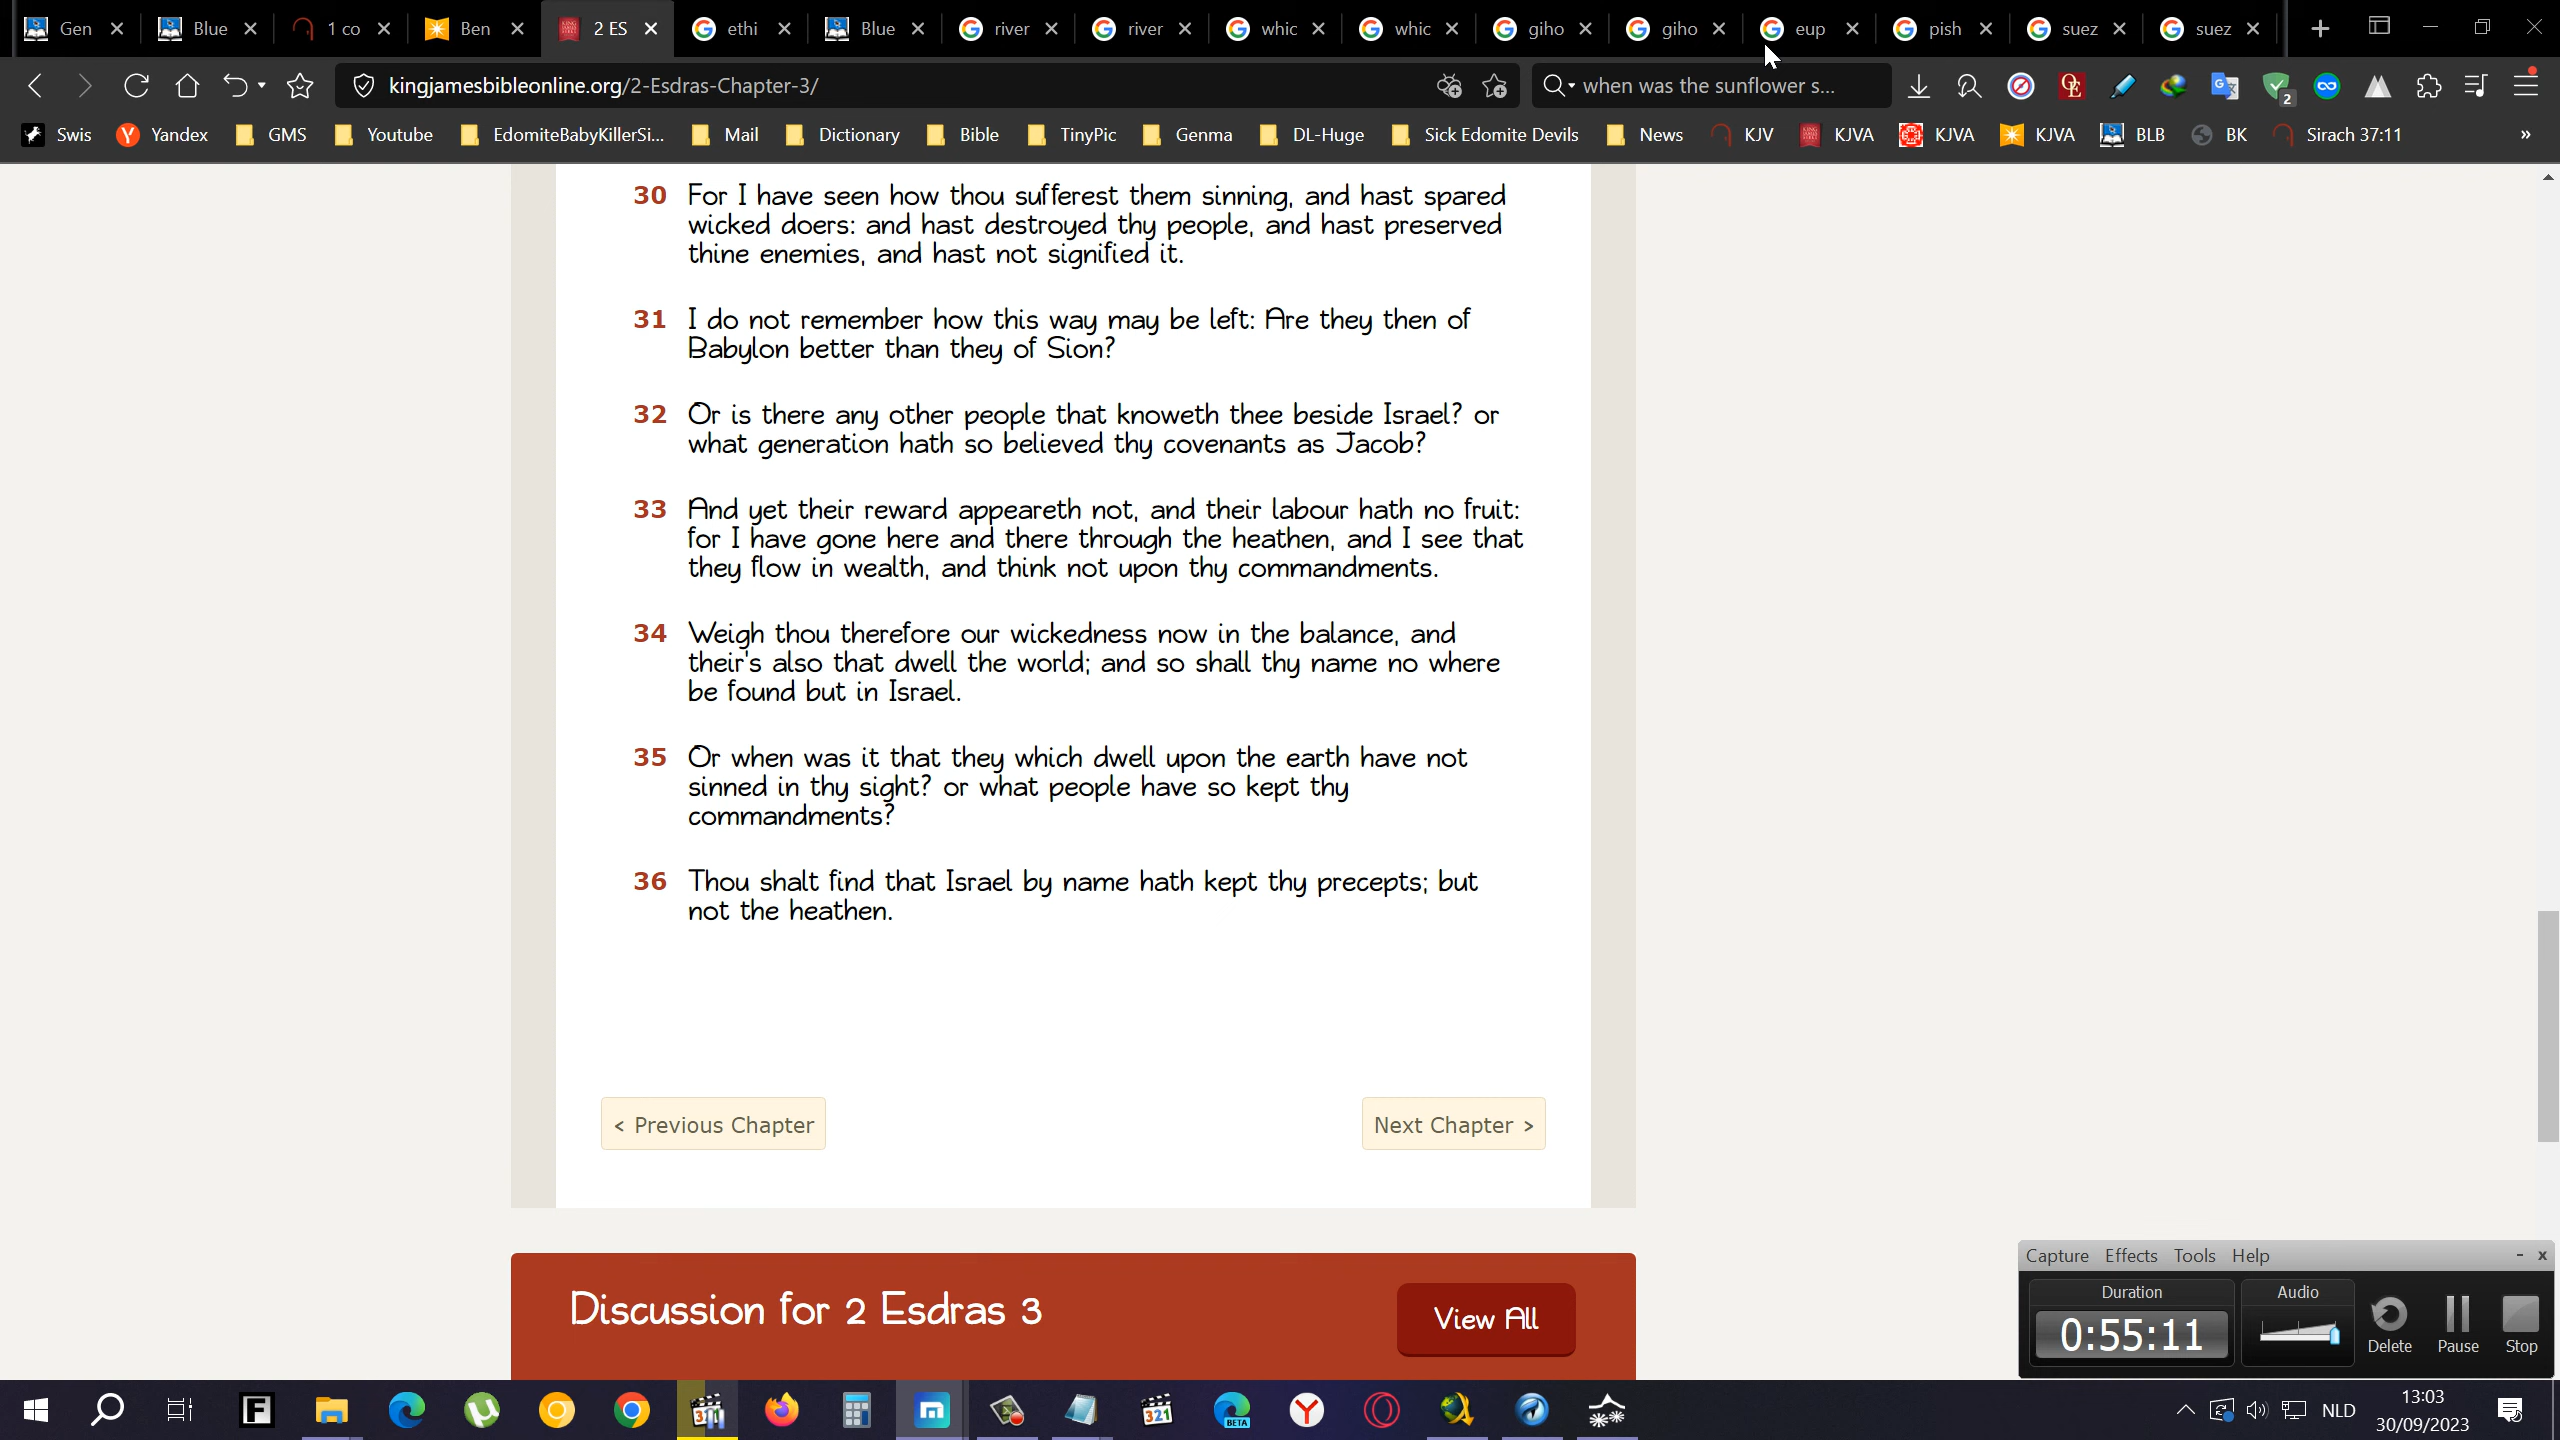 Gen
Blue
1 co
Ben
2 ES
ethi
Blue
river
river
whic
whic
giho
giho
eup
pish
suez
suez
kingjamesbibleonline.org/2-Esdras-Chapter-3/
when was the sunflower s...
2
Swis
Yandex
GMS
Youtube
EdomiteBabyKillerSi...
Mail
Dictionary
Bible
TinyPic
Genma
DL-Huge
Sick Edomite Devils
News
KJV
KJVA
KJVA
KJVA
BLB
BK
Sirach 37:11
»
30 For I have seen how thou sufferest them sinning, and hast spared
wicked doers: and hast destroyed thy people, and hast preserved
thine enemies, and hast not signified it.
31 I do not remember how this way may be left: Are they then of
Babylon better than they of Sion?
32 Or is there any other people that knoweth thee beside Israel? or
what generation hath so believed thy covenants as Jacob?
33 And yet their reward appeareth not, and their labour hath no fruit:
for I have gone here and there through the heathen, and I see that
they flow in wealth, and think not upon thy commandments.
34 Weigh thou therefore our wickedness now in the balance, and
their's also that dwell the world; and so shall thy name no where
be found but in Israel.
35 Or when was it that they which dwell upon the earth have not
sinned in thy sight? or what people have so kept thy
commandments?
36 Thou shalt find that Israel by name hath kept thy precepts; but
not the heathen.
< Previous Chapter
Next Chapter >
Discussion for 2 Esdras 3
View All
Capture Effects Tools Help
Duration
Audio
0:55:11
Delete
Pause
Stop
321
BETA
NLD
13:03
30/09/2023